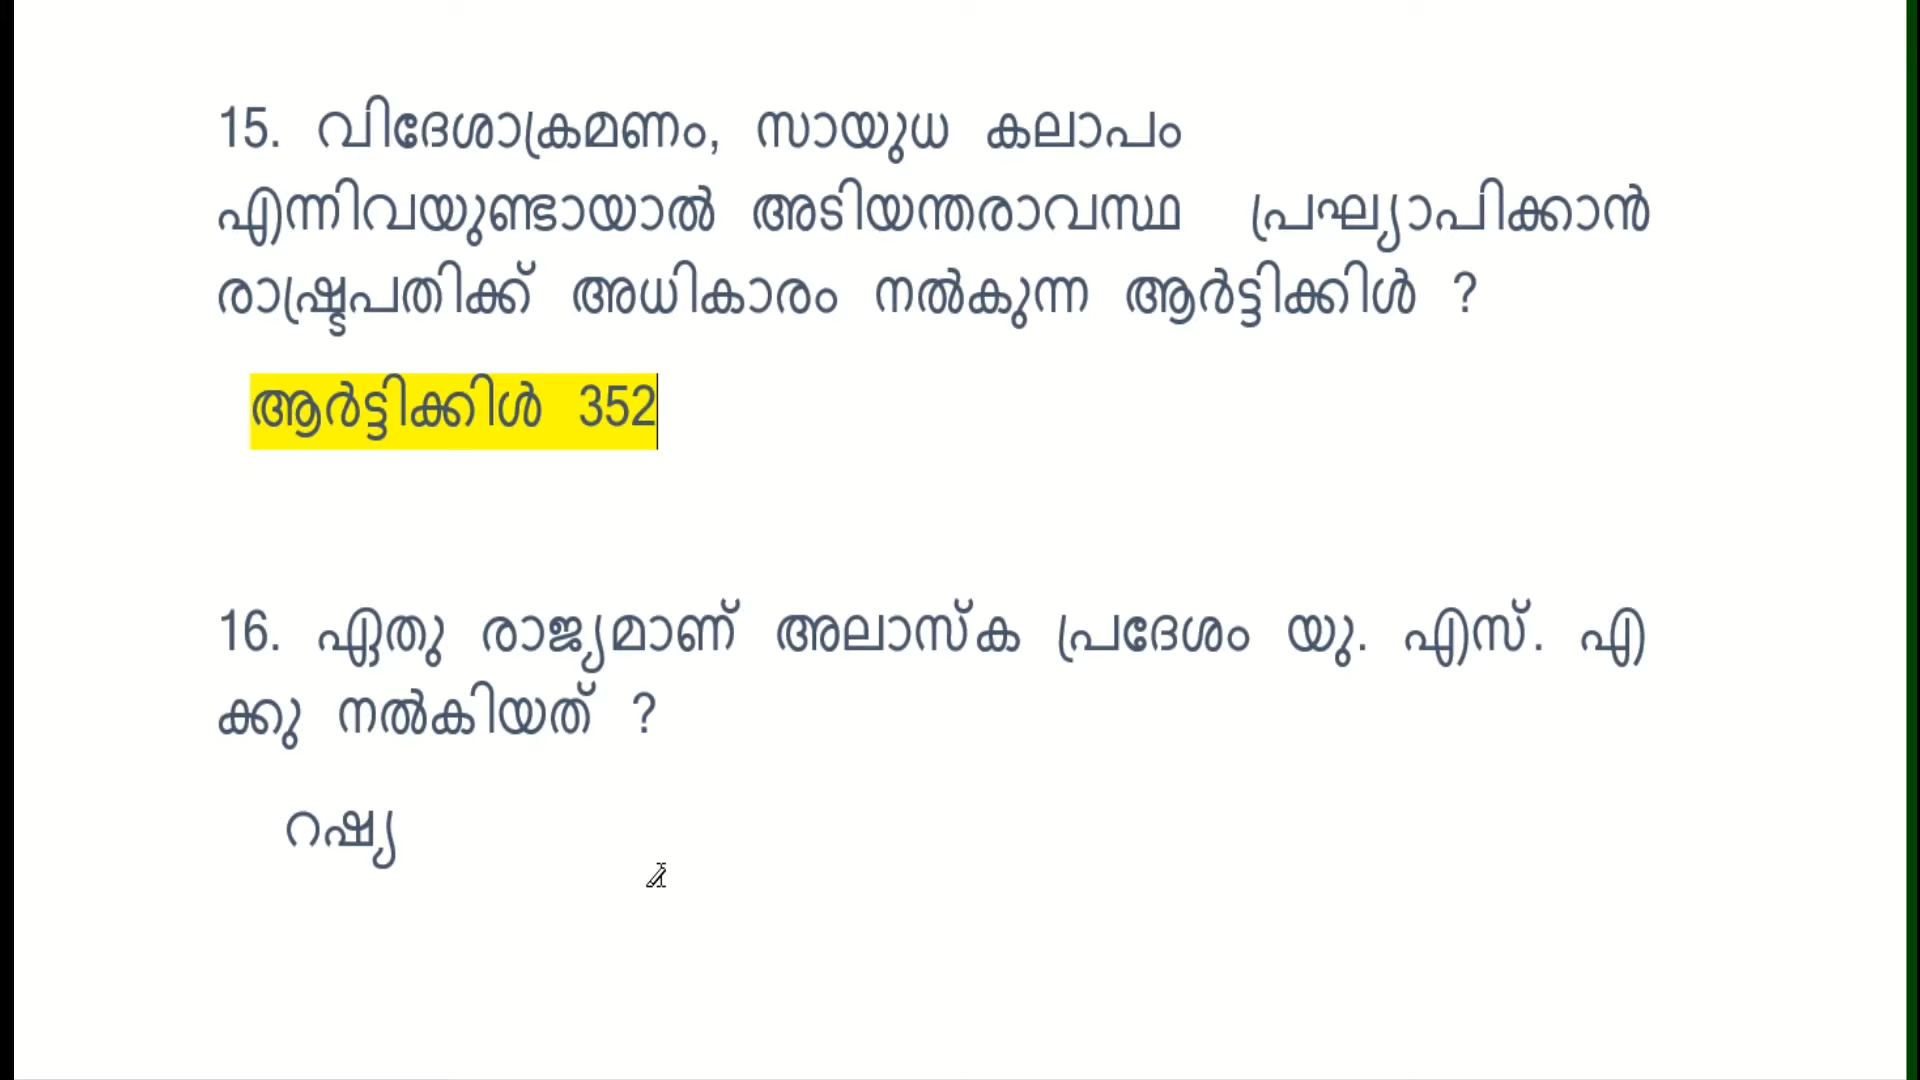 15. വിദേശാക്രമണം, സായുധ കലാപം
എന്നിവയുണ്ടായാൽ അടിയന്തരാവസ്ഥ പ്രഘ്യാപിക്കാൻ
രാഷ്ട്രപതിക്ക് അധികാരം നൽകുന്ന ആർട്ടിക്കിൾ ?
ആർട്ടിക്കിൾ 352
16. ഏതു രാജ്യമാണ് അലാസ്ക പ്രദേശം യു. എസ്. എ
ക്കു നൽകിയത് ?
റഷ്യ